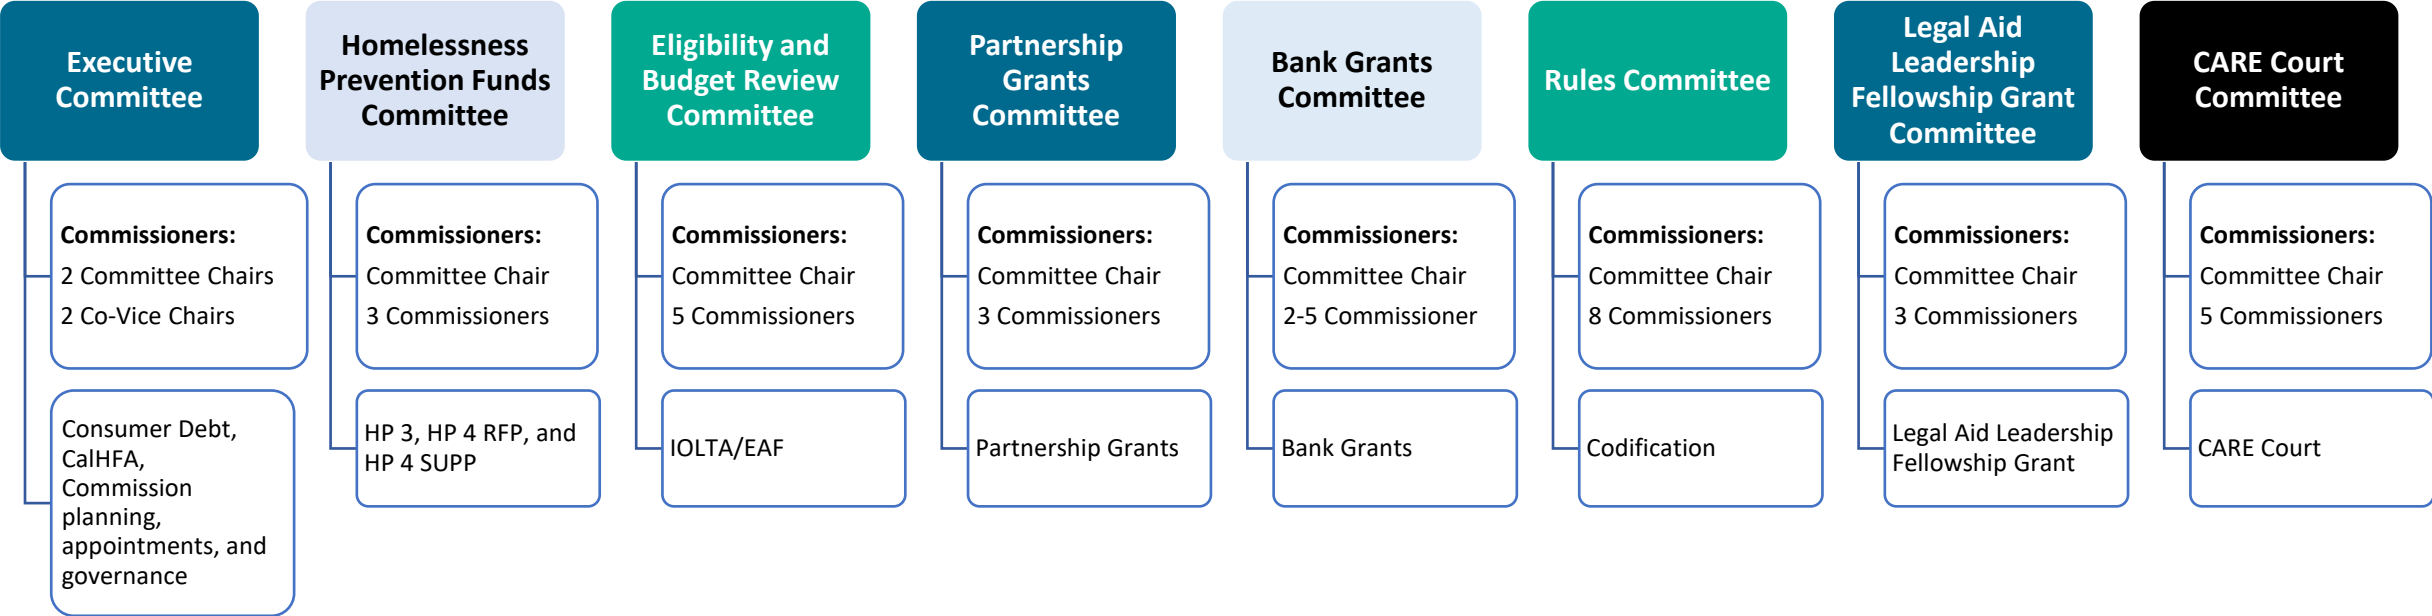 Executive
Committee
Commissioners:
2 Committee Chairs
2 Co-Vice Chairs
Consumer Debt,
CalHFA,
Commission
planning,
appointments, and
governance
Homelessness
Prevention Funds
Committee
Commissioners:
Committee Chair
3 Commissioners
HP 3, HP 4 RFP, and
HP 4 SUPP
Eligibility and
Budget Review
Committee
Commissioners:
Committee Chair
5 Commissioners
IOLTA/EAF
Partnership
Grants
Committee
Commissioners:
Committee Chair
3 Commissioners
Partnership Grants
Bank Grants
Committee
Commissioners:
Committee Chair
2-5 Commissioner
Bank Grants
Rules Committee
Commissioners:
Committee Chair
8 Commissioners
Codification
Legal Aid
Leadership
Fellowship Grant
Committee
Commissioners:
Committee Chair
3 Commissioners
Legal Aid Leadership
Fellowship Grant
CARE Court
Committee
Commissioners:
Committee Chair
5 Commissioners
CARE Court